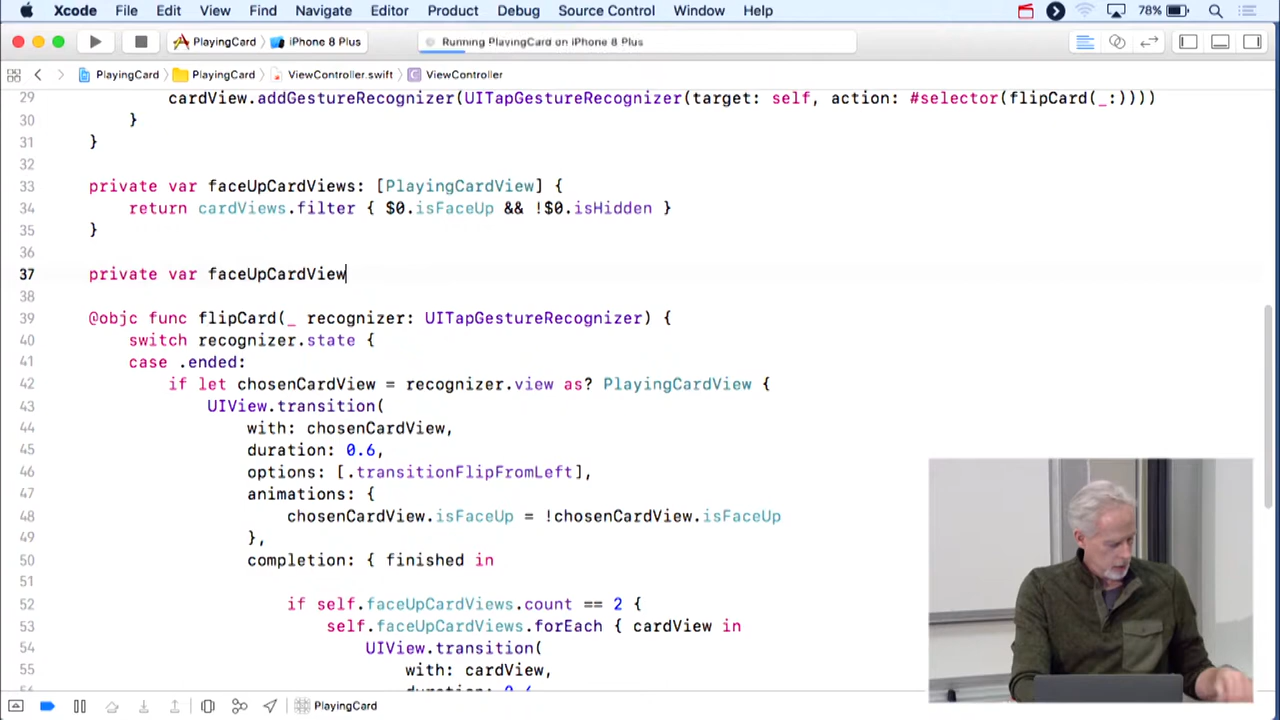 Xcode File Edit View Find Navigate Editor Product Debug Source Control Window Help 78%
PlayingCard iPhone 8 Plus Running PlayingCard on iPhone 8 Plus
PlayingCard PlayingCard ViewController.swift C ViewController
29 cardView.addGestureRecognizer(UITapGestureRecognizer(target: self, action: #selector(flipCard(_:))))
30 }
31 }
32
33 private var faceUpCardViews: [PlayingCardView] {
34 return cardViews.filter { $0.isFaceUp && !$0.isHidden }
35 }
36
37 private var faceUpCardView
38
39 @objc func flipCard(_ recognizer: UITapGestureRecognizer) {
40 switch recognizer.state {
41 case .ended:
42 if let chosenCardView = recognizer.view as? PlayingCardView {
43 UIView.transition(
44 with: chosenCardView,
45 duration: 0.6,
46 options: [.transitionFlipFromLeft],
47 animations: {
48 chosenCardView.isFaceUp = !chosenCardView.isFaceUp
49 },
50 completion: { finished in
51
52 if self.faceUpCardViews.count == 2 {
53 self.faceUpCardViews.forEach { cardView in
54 UIView.transition(
55 with: cardView,
PlayingCard